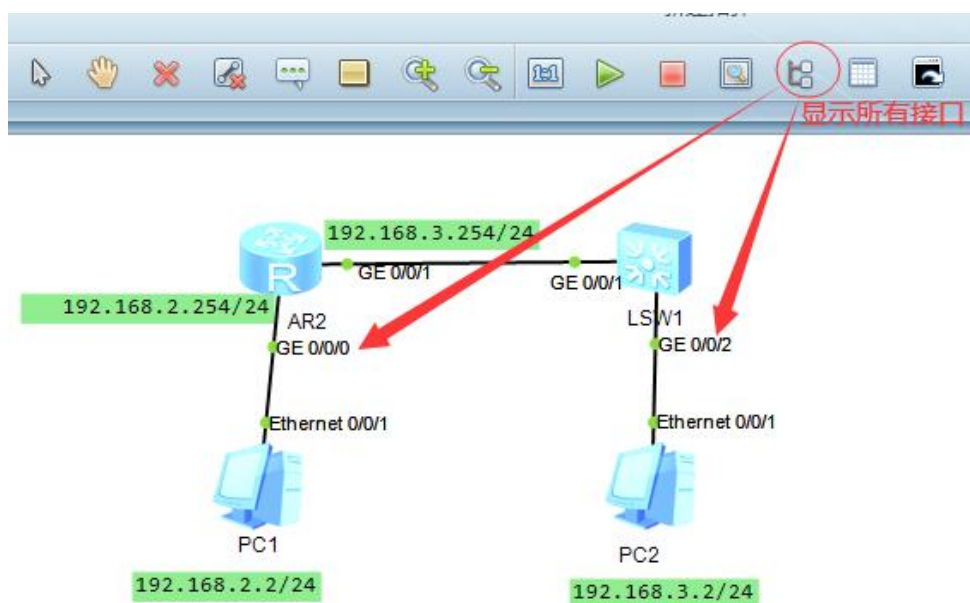 1:1
显示所有接口
192.168.3.254/24
GE 0/0/1
GE 0/0/1
R
192.168.2.254/24
AR2
LSW1
GE 0/0/0
GE 0/0/2
Ethernet 0/0/1
Ethernet 0/0/1
PC1
PC2
192.168.2.2/24
192.168.3.2/24